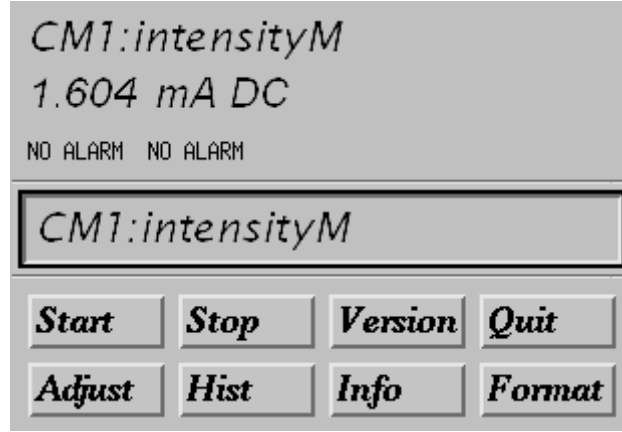 CM1:intensityM
1.604 mA DC
NO ALARM NO ALARM
CM1:intensityM
Start Stop Version Quit
Adjust Hist Info Format